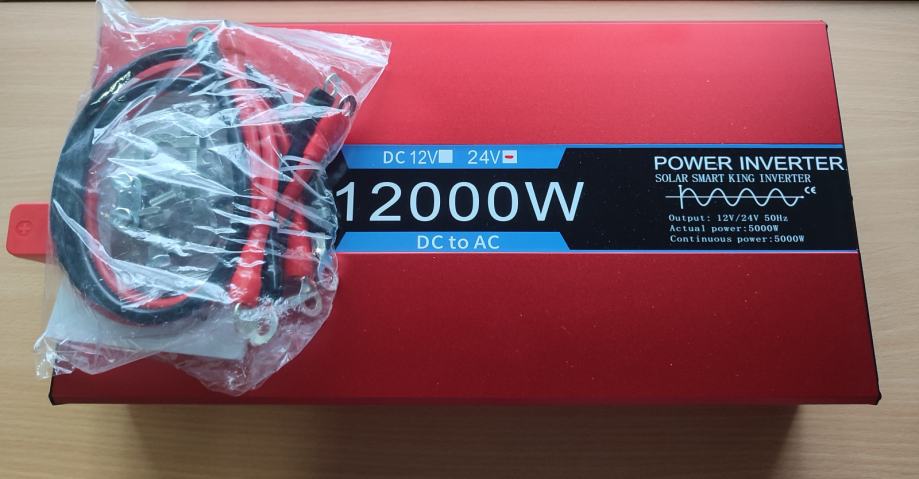 DC 12V 24V
12000W
DC to AC
POWER INVERTER
SOLAR SMART KING INVERTER
CE
Output: 12V/24V 50Hz
Actual power:5000W
Continuous power:5000W